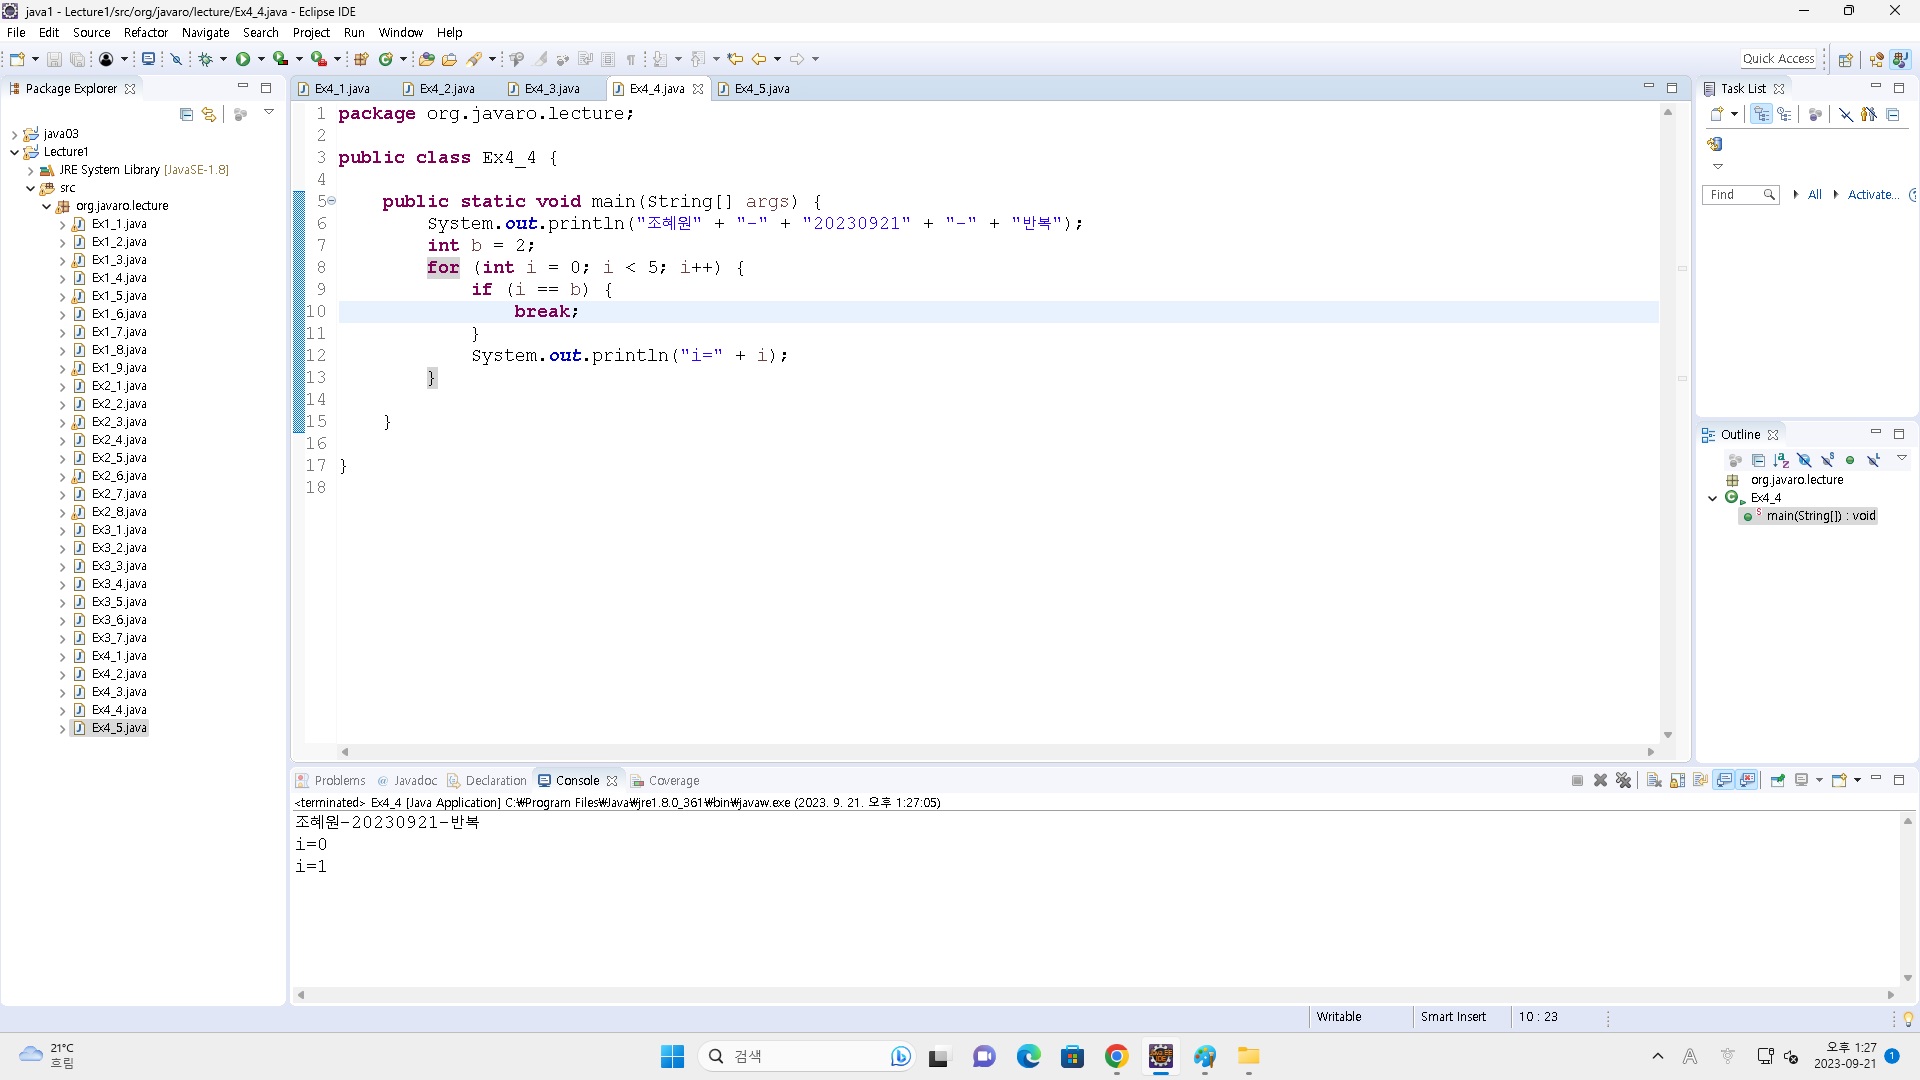 java1 - Lecture1/src/org/javaro/lecture/Ex4_4.java - Eclipse IDE
File Edit Source Refactor Navigate Search Project Run Window Help
Quick Access
Package Explorer
java03
Lecture1
JRE System Library [JavaSE-1.8]
src
org.javaro.lecture
Ex1_1.java
Ex1_2.java
Ex1_3.java
Ex1_4.java
Ex1_5.java
Ex1_6.java
Ex1_7.java
Ex1_8.java
Ex1_9.java
Ex2_1.java
Ex2_2.java
Ex2_3.java
Ex2_4.java
Ex2_5.java
Ex2_6.java
Ex2_7.java
Ex2_8.java
Ex3_1.java
Ex3_2.java
Ex3_3.java
Ex3_4.java
Ex3_5.java
Ex3_6.java
Ex3_7.java
Ex4_1.java
Ex4_2.java
Ex4_3.java
Ex4_4.java
Ex4_5.java
Ex4_1.java Ex4_2.java Ex4_3.java Ex4_4.java Ex4_5.java
1 package org.javaro.lecture;
2
3 public class Ex4_4 {
4
5 public static void main(String[] args) {
6 System.out.println("조혜원" + "-" + "20230921" + "-" + "반복");
7 int b = 2;
8 for (int i = 0; i < 5; i++) {
9 if (i == b) {
10 break;
11 }
12 System.out.println("i=" + i);
13 }
14
15 }
16
17 }
18
Task List
Find All Activate...
Outline
org.javaro.lecture
Ex4_4
main(String[]) : void
Problems @ Javadoc Declaration Console Coverage
<terminated> Ex4_4 [Java Application] C:₩Program Files₩Java₩jre1.8.0_361₩bin₩javaw.exe (2023. 9. 21. 오후 1:27:05)
조혜원-20230921-반복
i=0
i=1
Writable Smart Insert 10 : 23
21°C
흐림
검색
오후 1:27
2023-09-21
1